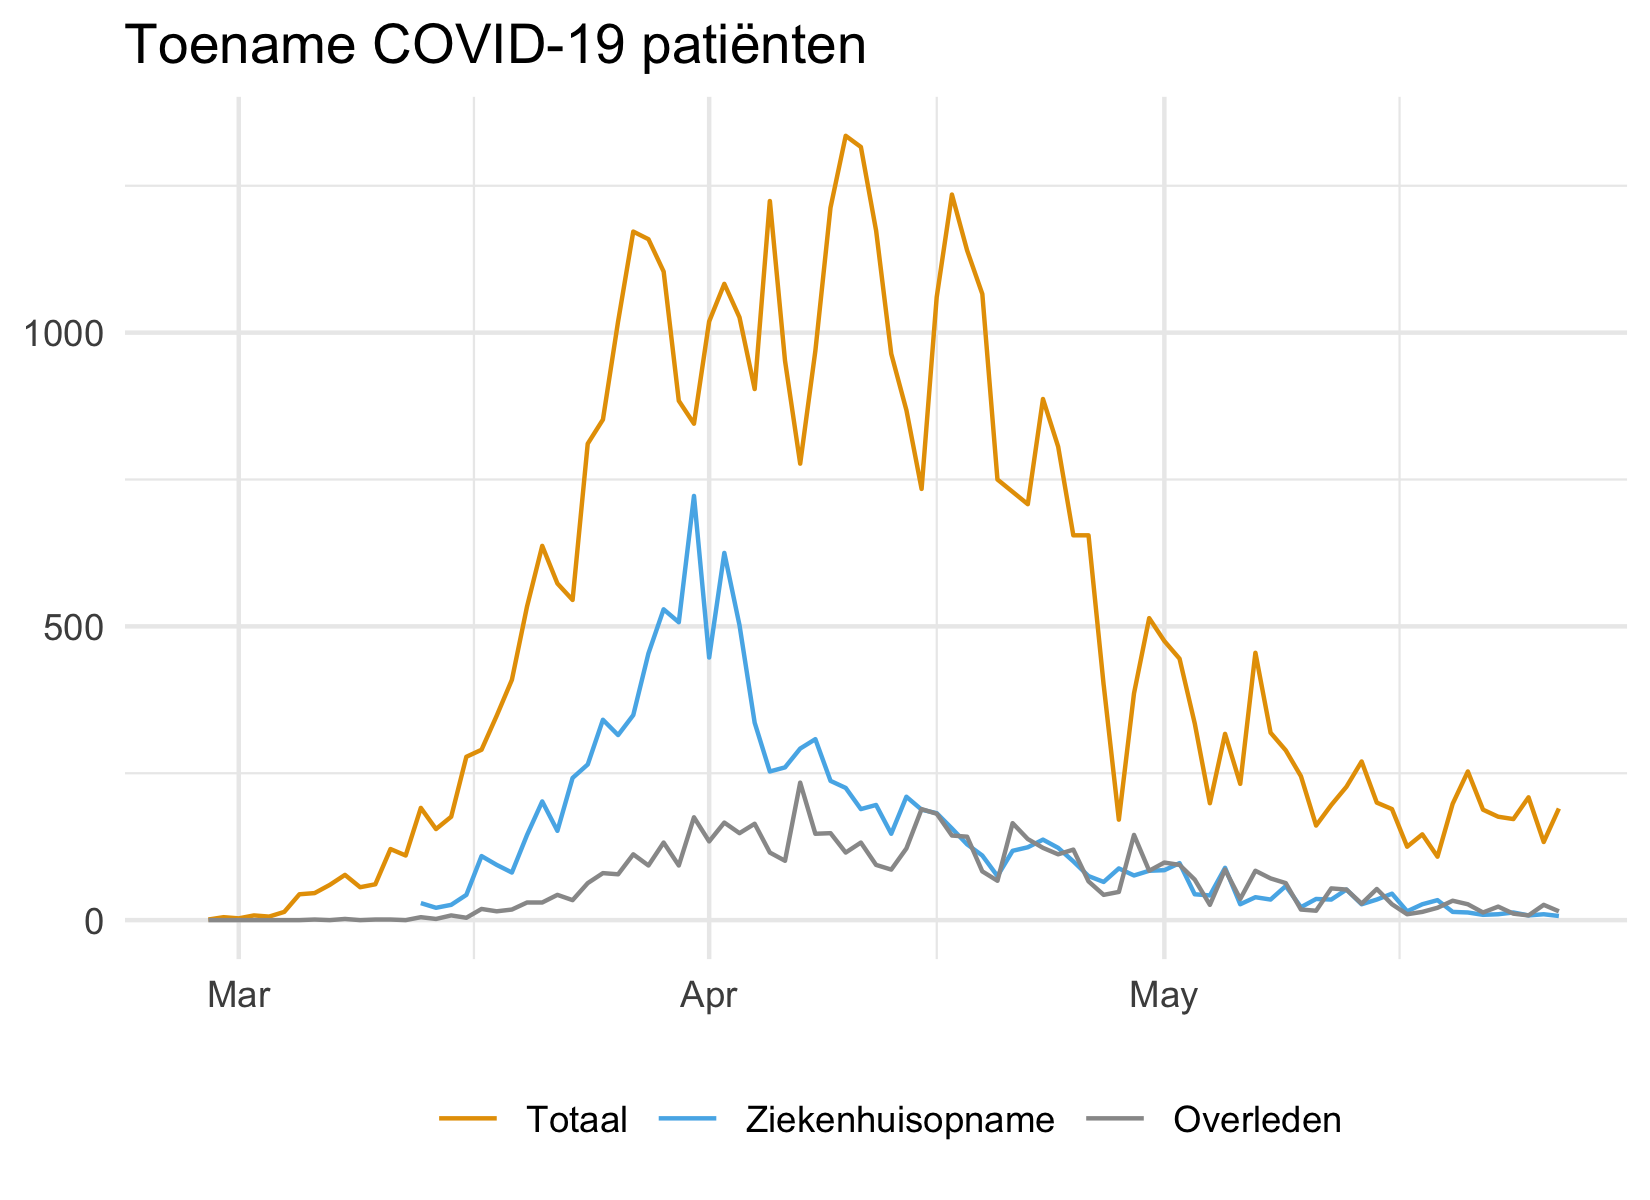 Toename COVID-19 patiënten
1000
500
0
Mar Apr May
Totaal Ziekenhuisopname Overleden